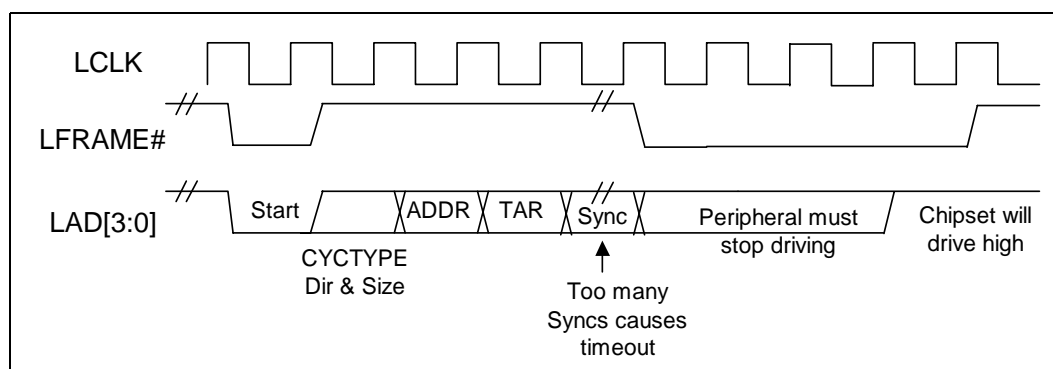 LCLK
LFRAME#
LAD[3:0]
Start
ADDR
TAR
Sync
Peripheral must
stop driving
Chipset will
drive high
CYCTYPE
Dir & Size
Too many
Syncs causes
timeout